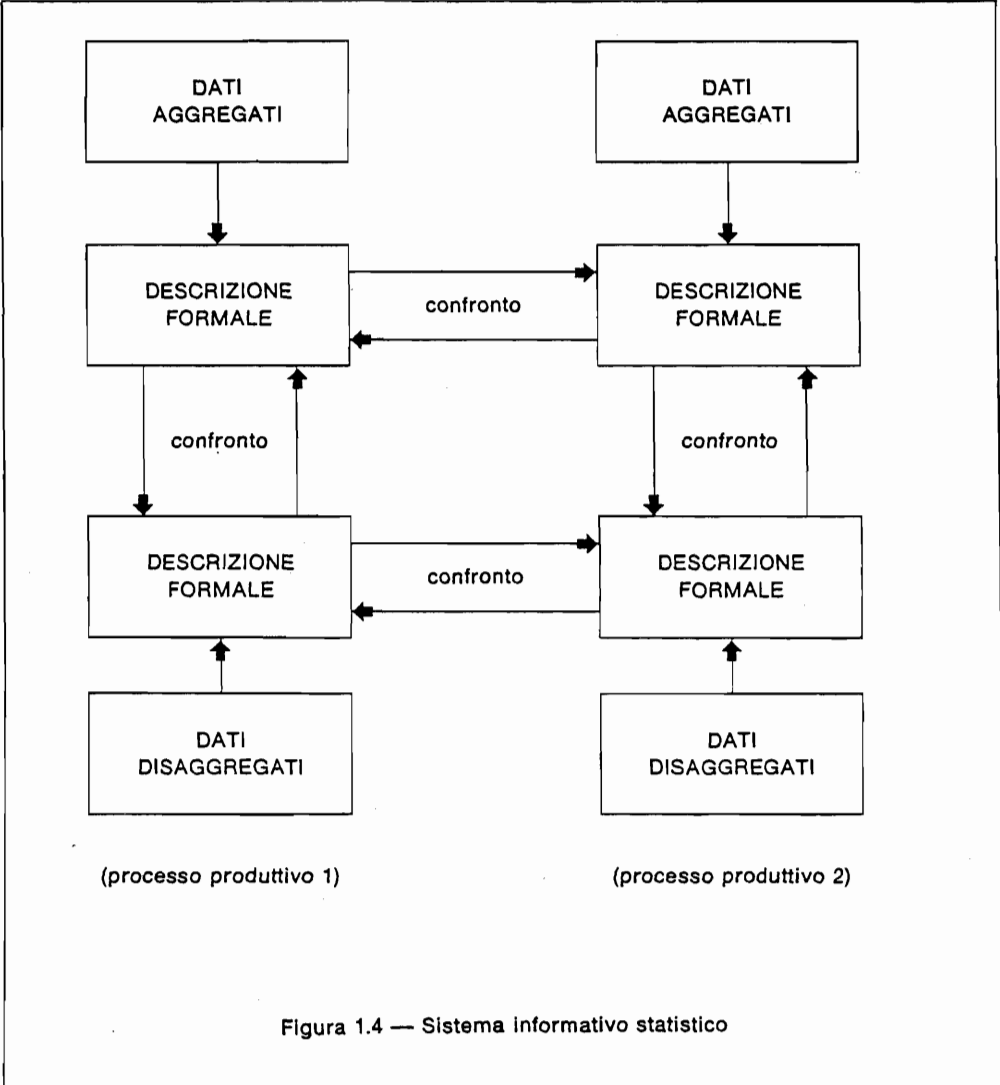 DATI
AGGREGATI
DATI
AGGREGATI
DESCRIZIONE
FORMALE
confronto
DESCRIZIONE
FORMALE
confronto
confronto
DESCRIZIONE
FORMALE
confronto
DESCRIZIONE
FORMALE
DATI
DISAGGREGATI
DATI
DISAGGREGATI
(processo produttivo 1)
(processo produttivo 2)
Figura 1.4 — Sistema informativo statistico